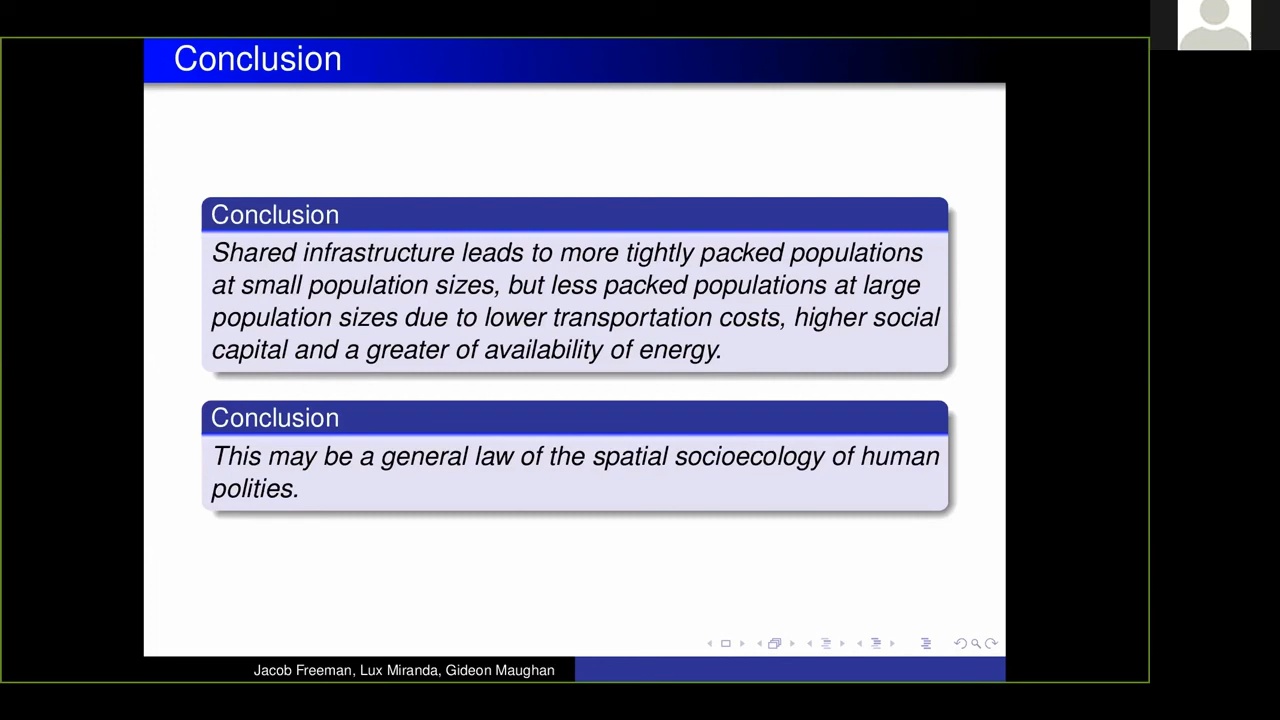 Conclusion
Conclusion
Shared infrastructure leads to more tightly packed populations
at small population sizes, but less packed populations at large
population sizes due to lower transportation costs, higher social
capital and a greater of availability of energy.
Conclusion
This may be a general law of the spatial socioecology of human
polities.
Jacob Freeman, Lux Miranda, Gideon Maughan